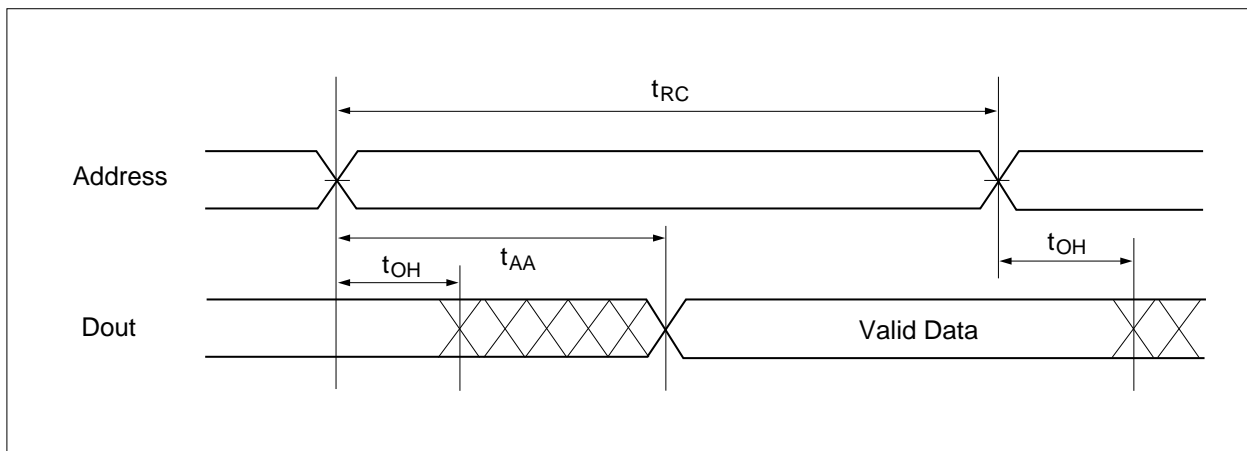 tRC
Address
tAA
tOH
tOH
Dout
Valid Data